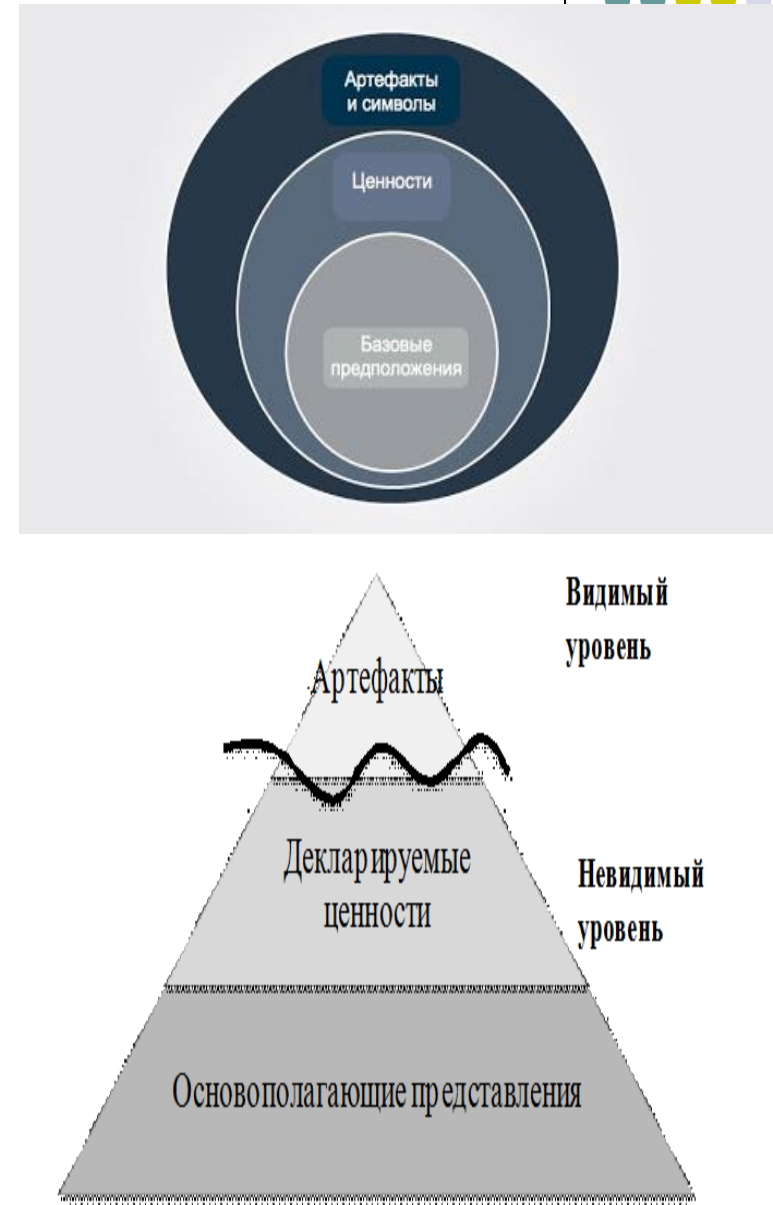 Артефакты
и символы
Ценности
Базовые
предположения
Видимый
уровень
Артефакты
Декларируемые
ценности
Невидимый
уровень
Основополагающие представления